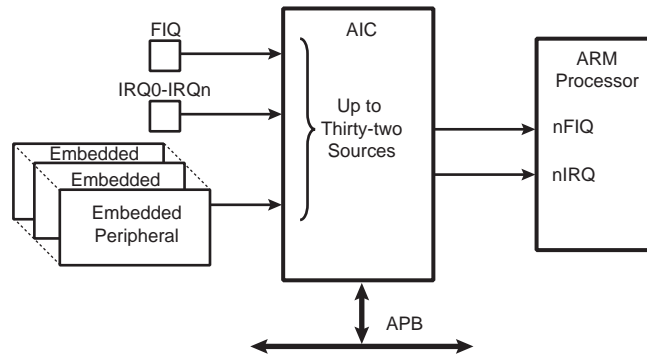 FIQ
IRQ0-IRQn
Embedded
Embedded
Embedded
Peripheral
AIC
Up to
Thirty-two
Sources
ARM
Processor
nFIQ
nIRQ
APB